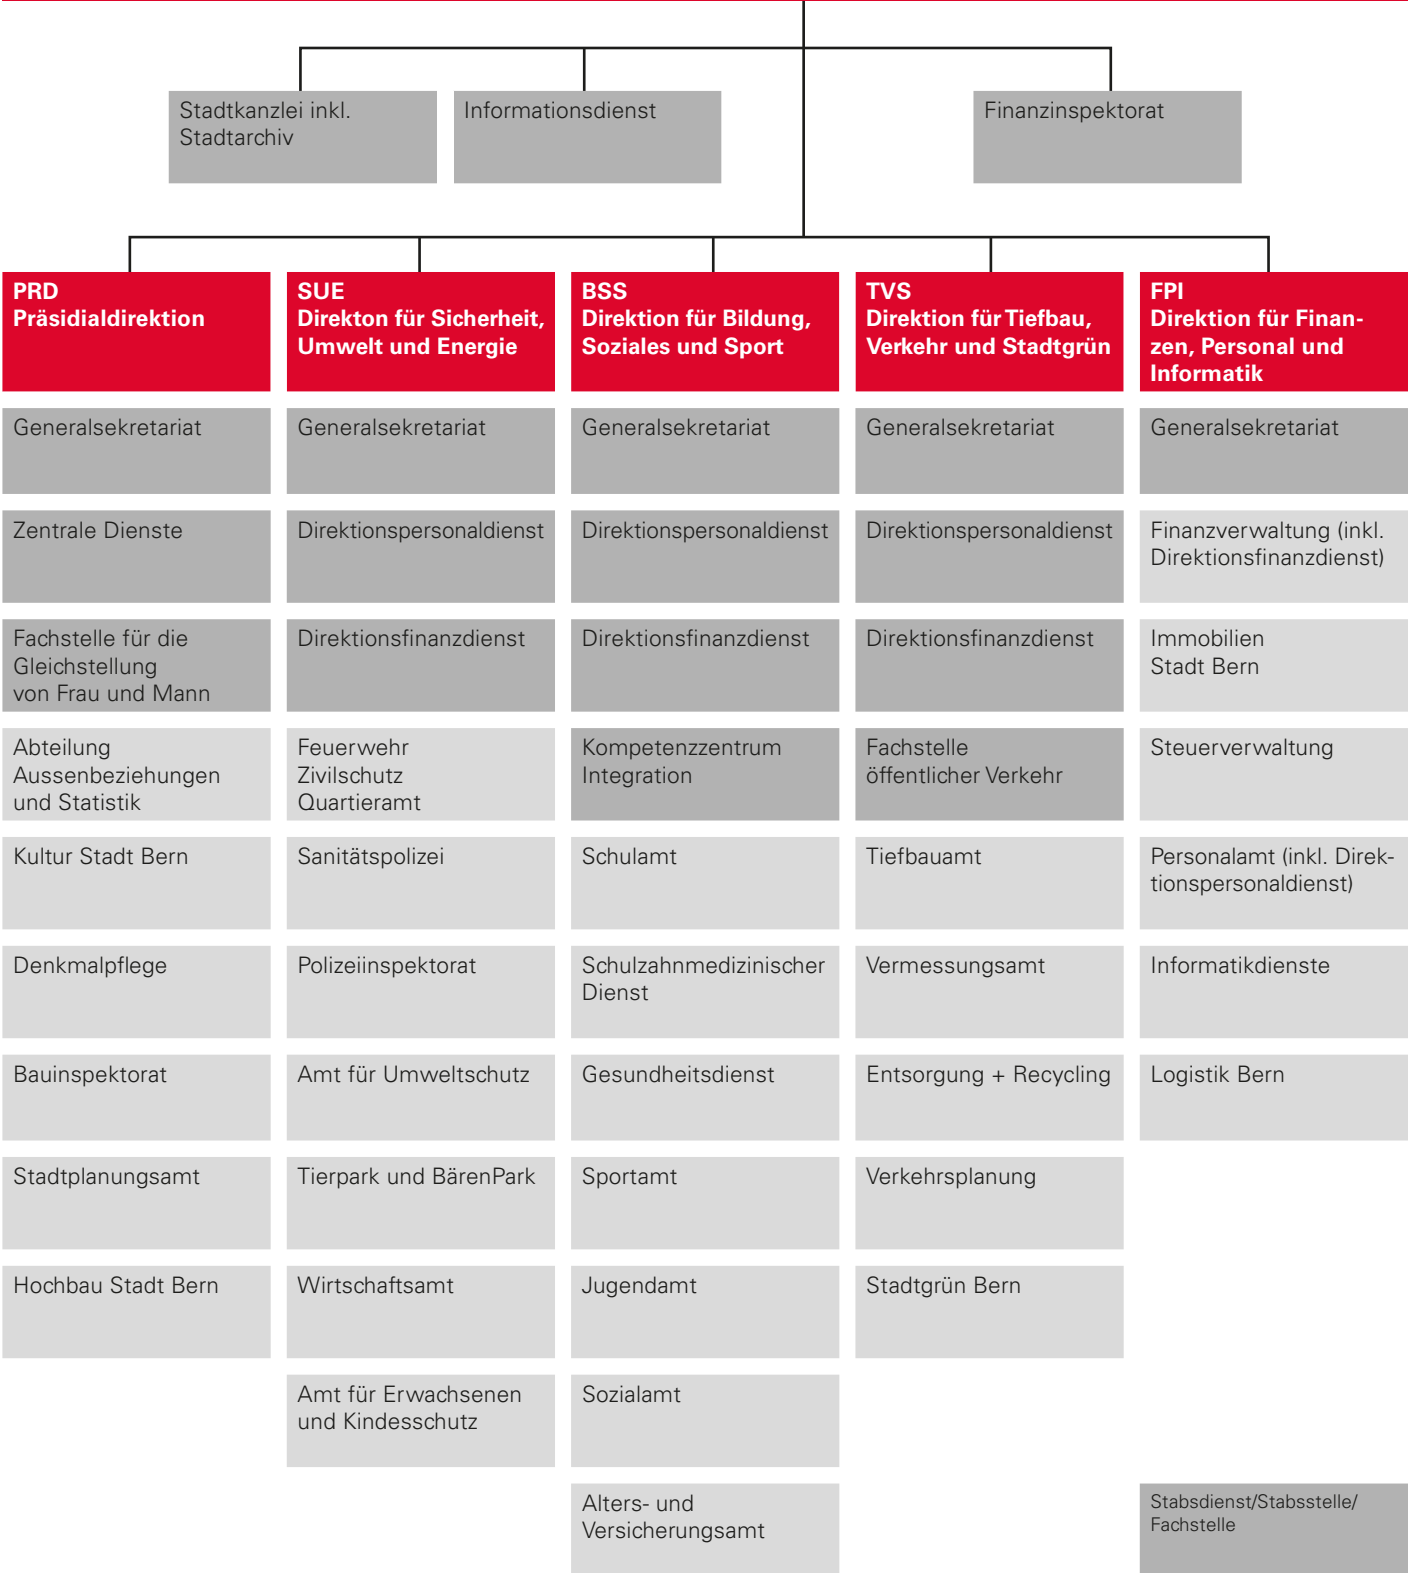 Stadtkanzlei inkl.
Stadtarchiv
Informationsdienst
Finanzinspektorat
PRD
Präsidialdirektion
SUE
Direkton für Sicherheit,
Umwelt und Energie
BSS
Direktion für Bildung,
Soziales und Sport
TVS
Direktion für Tiefbau,
Verkehr und Stadtgrün
FPI
Direktion für Finan-
zen, Personal und
Informatik
Generalsekretariat
Generalsekretariat
Generalsekretariat
Generalsekretariat
Generalsekretariat
Zentrale Dienste
Direktionspersonaldienst
Direktionspersonaldienst
Direktionspersonaldienst
Finanzverwaltung (inkl.
Direktionsfinanzdienst)
Fachstelle für die
Gleichstellung
von Frau und Mann
Direktionsfinanzdienst
Direktionsfinanzdienst
Direktionsfinanzdienst
Immobilien
Stadt Bern
Abteilung
Aussenbeziehungen
und Statistik
Feuerwehr
Zivilschutz
Quartieramt
Kompetenzzentrum
Integration
Fachstelle
öffentlicher Verkehr
Steuerverwaltung
Kultur Stadt Bern
Sanitätspolizei
Schulamt
Tiefbauamt
Personalamt (inkl. Direk-
tionspersonaldienst)
Denkmalpflege
Polizeiinspektorat
Schulzahnmedizinischer
Dienst
Vermessungsamt
Informatikdienste
Bauinspektorat
Amt für Umweltschutz
Gesundheitsdienst
Entsorgung + Recycling
Logistik Bern
Stadtplanungsamt
Tierpark und BärenPark
Sportamt
Verkehrsplanung
Hochbau Stadt Bern
Wirtschaftsamt
Jugendamt
Stadtgrün Bern
Amt für Erwachsenen
und Kindesschutz
Sozialamt
Alters- und
Versicherungsamt
Stabsdienst/Stabsstelle/
Fachstelle